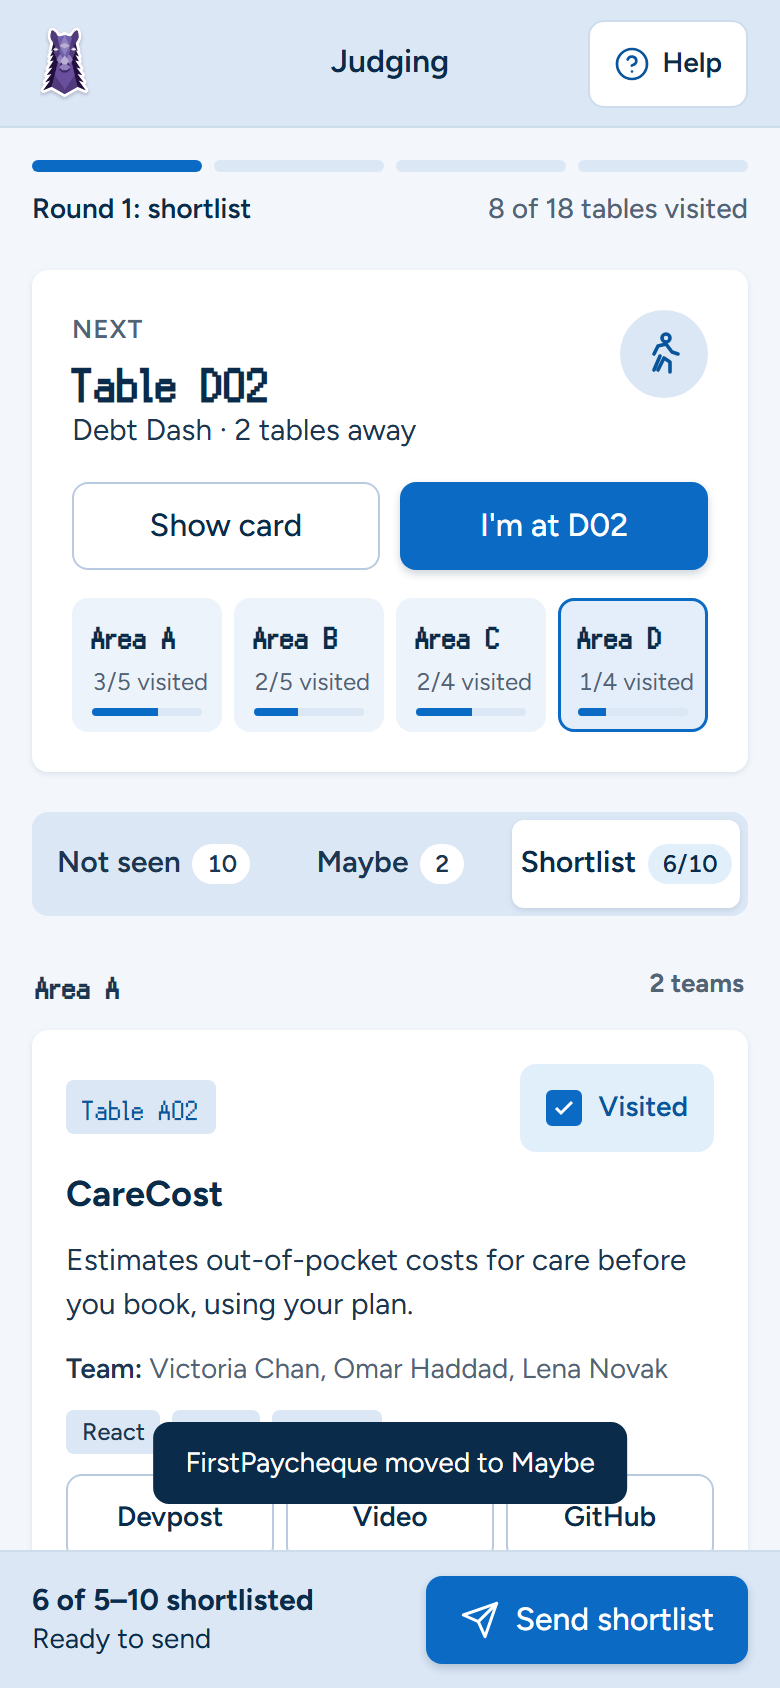 Judging
Help
Round 1: shortlist
8 of 18 tables visited
NEXT
Table D02
Debt Dash · 2 tables away
Show card
I'm at D02
Area A
3/5 visited
Area B
2/5 visited
Area C
2/4 visited
Area D
1/4 visited
Not seen 10
Maybe 2
Shortlist 6/10
Area A
2 teams
Table A02
Visited
CareCost
Estimates out-of-pocket costs for care before
you book, using your plan.
Team: Victoria Chan, Omar Haddad, Lena Novak
React
FirstPaycheque moved to Maybe
Devpost
Video
GitHub
6 of 5–10 shortlisted
Ready to send
Send shortlist